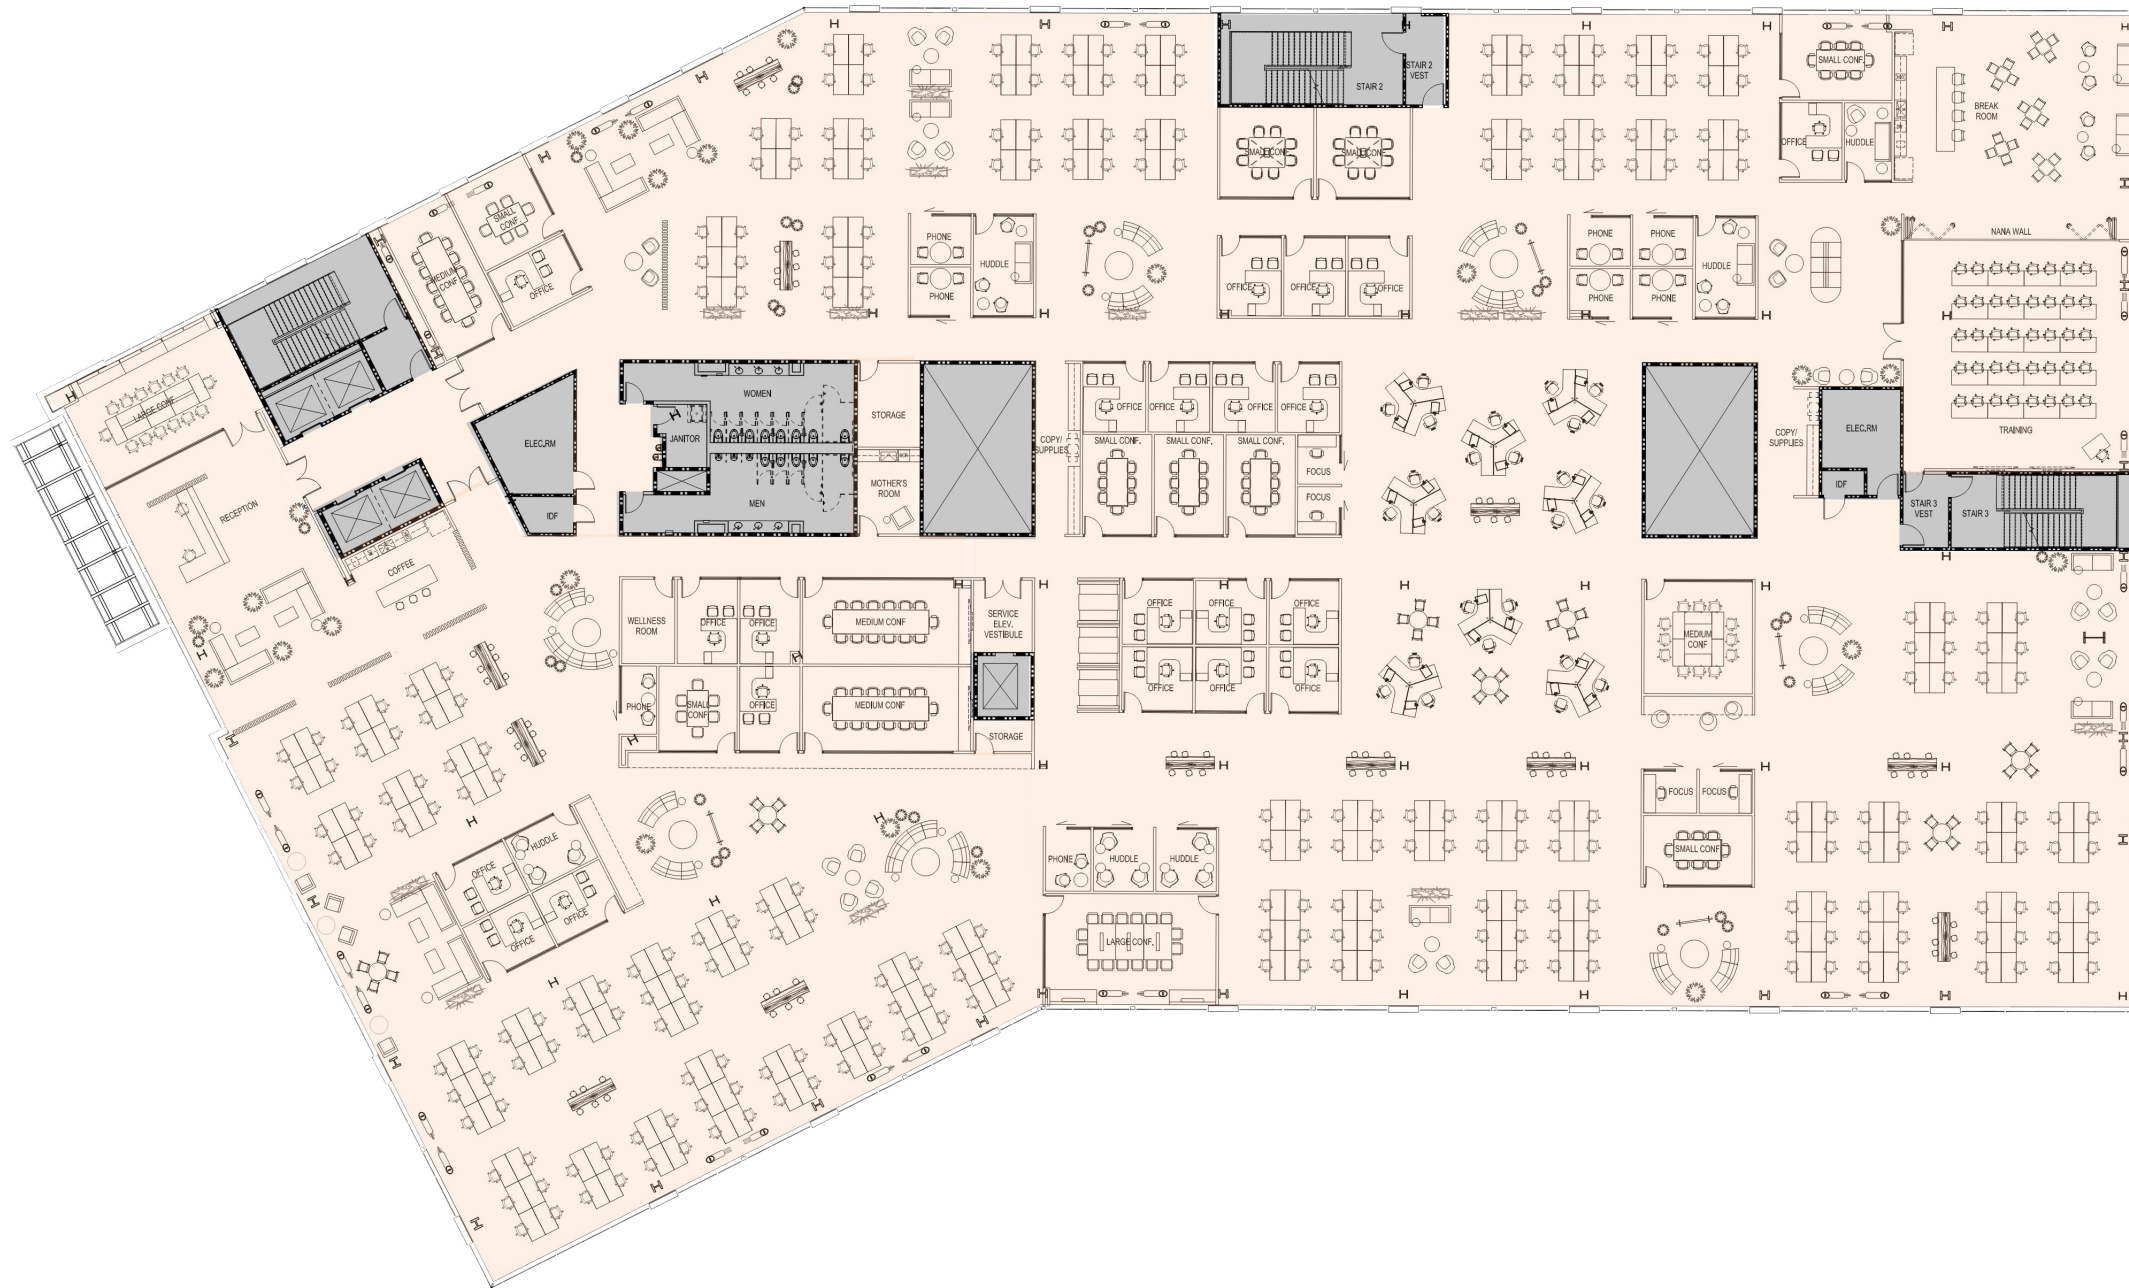 STAIR 2
VEST
STAIR 2
SMALL CONF.
BREAK
ROOM
OFFICE
HUDDLE
SMALL CONF.
SMALL CONF.
SMALL
CONF.
MEDIUM
CONF
OFFICE
PHONE
HUDDLE
PHONE
OFFICE
OFFICE
OFFICE
PHONE
PHONE
HUDDLE
PHONE
PHONE
NANA WALL
LARGE CONF.
WOMEN
STORAGE
JANITOR
ELEC.RM
IDF
MEN
MOTHER'S
ROOM
OFFICE
OFFICE
OFFICE
OFFICE
COPY/
SUPPLIES
SMALL CONF.
SMALL CONF.
SMALL CONF.
FOCUS
FOCUS
COPY/
SUPPLIES
ELEC.RM
IDF
TRAINING
STAIR 3
VEST
STAIR 3
RECEPTION
COFFEE
WELLNESS
ROOM
OFFICE
OFFICE
MEDIUM CONF
SERVICE
ELEV.
VESTIBULE
OFFICE
OFFICE
OFFICE
MEDIUM
CONF
PHONE
SMALL
CONF
OFFICE
MEDIUM CONF
STORAGE
OFFICE
OFFICE
OFFICE
FOCUS
FOCUS
SMALL CONF
HUDDLE
OFFICE
OFFICE
OFFICE
PHONE
HUDDLE
HUDDLE
LARGE CONF.